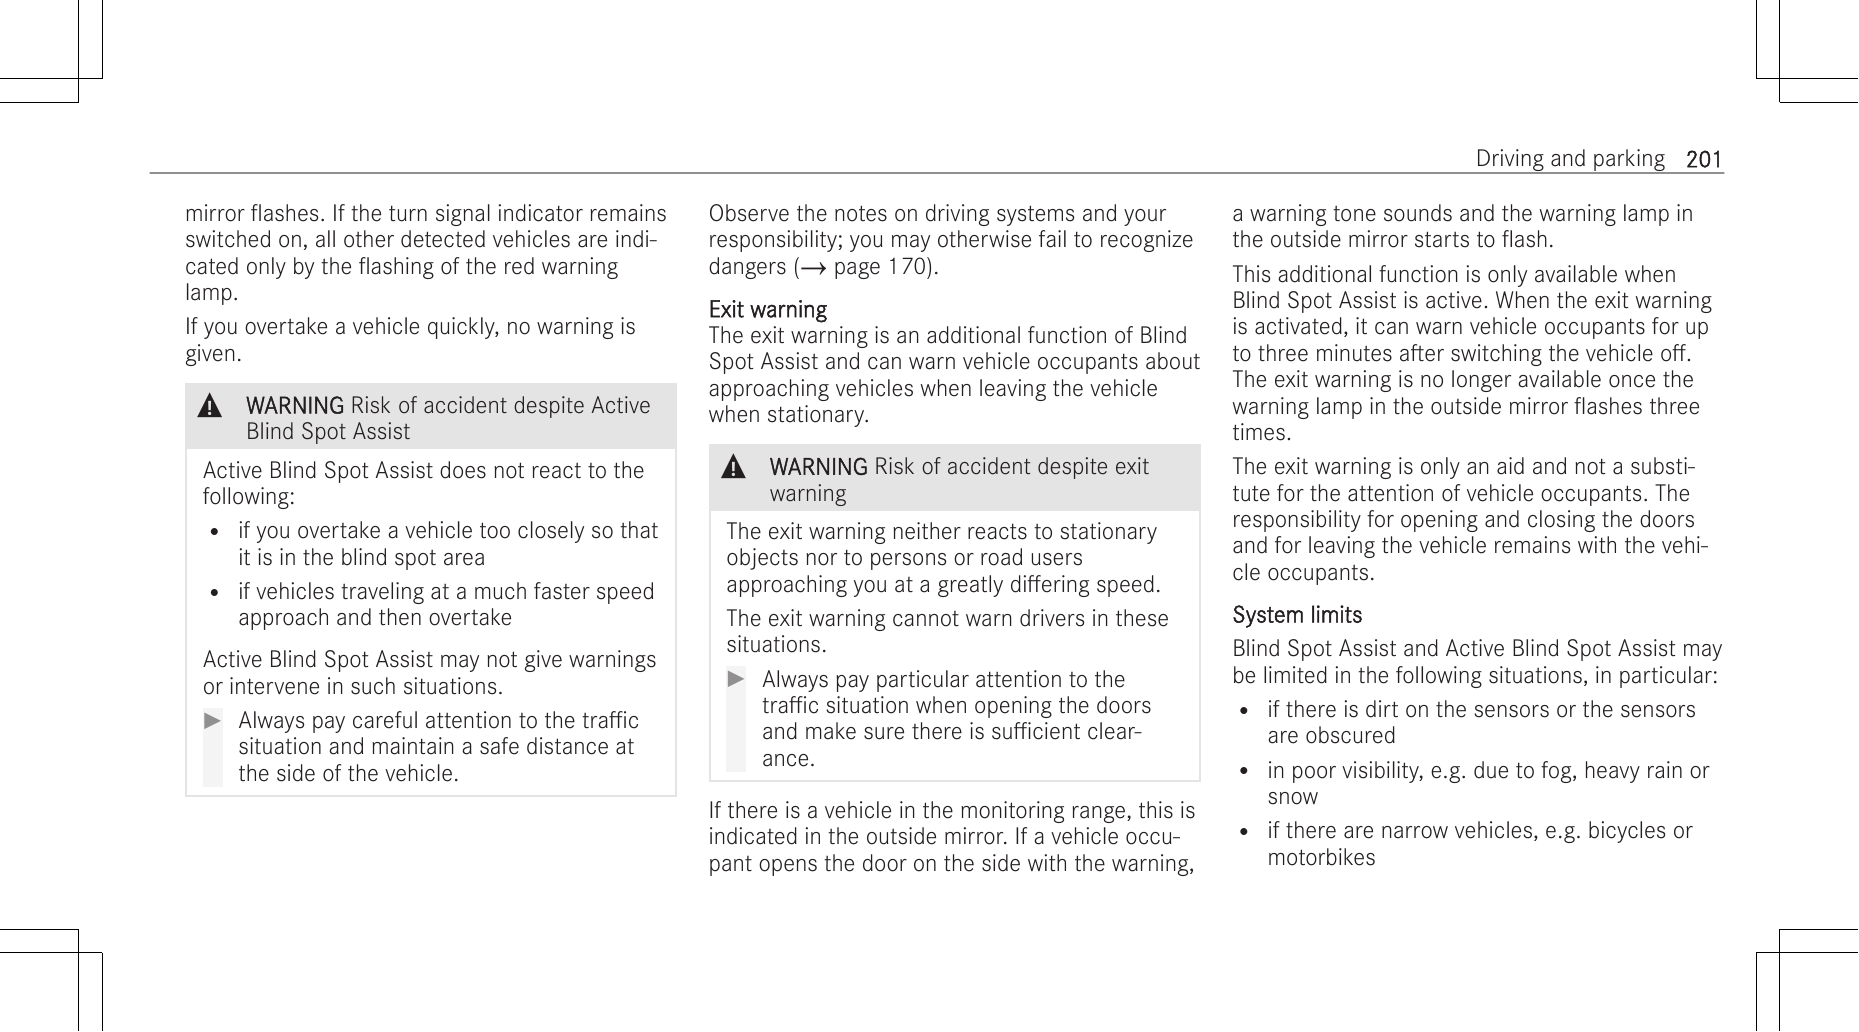 Driving and parking 201
mirror flashes. If the turn signal indicator remains
switched on, all other detected vehicles are indi-
cated only by the flashing of the red warning
lamp.
If you overtake a vehicle quickly, no warning is
given.
WARNING Risk of accident despite Active
Blind Spot Assist
Active Blind Spot Assist does not react to the
following:
• if you overtake a vehicle too closely so that
it is in the blind spot area
• if vehicles traveling at a much faster speed
approach and then overtake
Active Blind Spot Assist may not give warnings
or intervene in such situations.
▶ Always pay careful attention to the traffic
situation and maintain a safe distance at
the side of the vehicle.
Observe the notes on driving systems and your
responsibility; you may otherwise fail to recognize
dangers (→ page 170).
Exit warning
The exit warning is an additional function of Blind
Spot Assist and can warn vehicle occupants about
approaching vehicles when leaving the vehicle
when stationary.
WARNING Risk of accident despite exit
warning
The exit warning neither reacts to stationary
objects nor to persons or road users
approaching you at a greatly differing speed.
The exit warning cannot warn drivers in these
situations.
▶ Always pay particular attention to the
traffic situation when opening the doors
and make sure there is sufficient clear-
ance.
If there is a vehicle in the monitoring range, this is
indicated in the outside mirror. If a vehicle occu-
pant opens the door on the side with the warning,
a warning tone sounds and the warning lamp in
the outside mirror starts to flash.
This additional function is only available when
Blind Spot Assist is active. When the exit warning
is activated, it can warn vehicle occupants for up
to three minutes after switching the vehicle off.
The exit warning is no longer available once the
warning lamp in the outside mirror flashes three
times.
The exit warning is only an aid and not a substi-
tute for the attention of vehicle occupants. The
responsibility for opening and closing the doors
and for leaving the vehicle remains with the vehi-
cle occupants.
System limits
Blind Spot Assist and Active Blind Spot Assist may
be limited in the following situations, in particular:
• if there is dirt on the sensors or the sensors
are obscured
• in poor visibility, e.g. due to fog, heavy rain or
snow
• if there are narrow vehicles, e.g. bicycles or
motorbikes